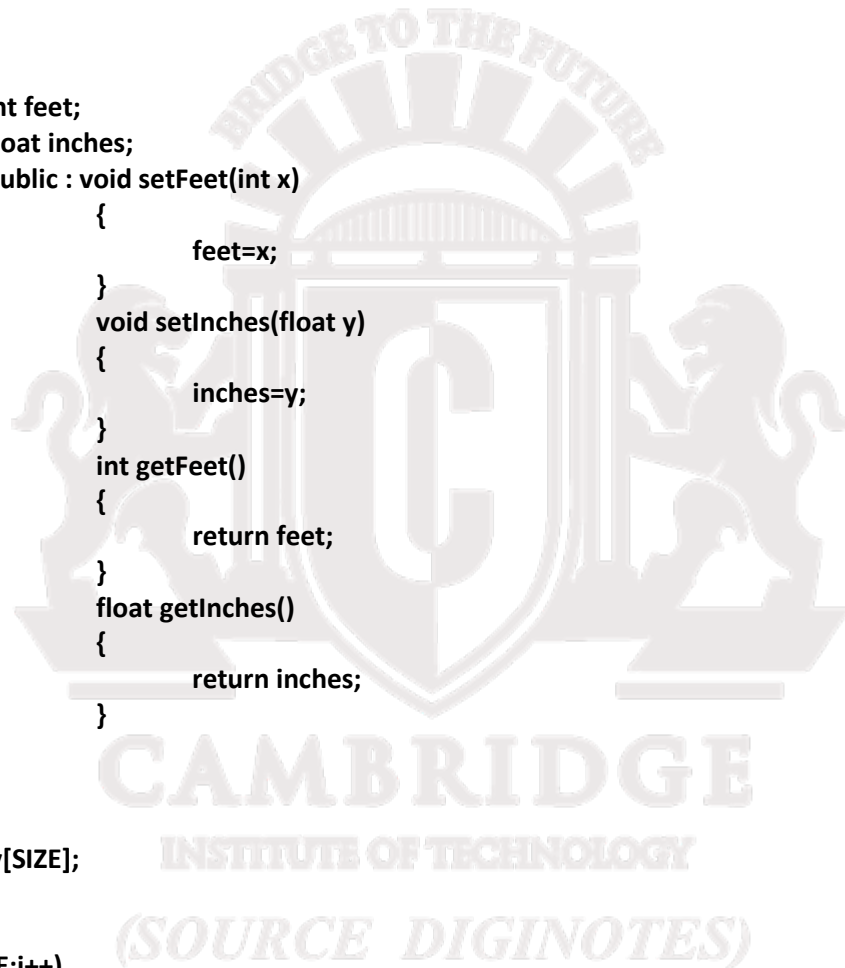 BRIDGE TO THE FUTURE
nt feet;
oat inches;
ublic : void setFeet(int x)
{
feet=x;
}
void setInches(float y)
{
inches=y;
}
int getFeet()
{
return feet;
}
float getInches()
{
return inches;
}
C
CAMBRIDGE
y[SIZE];
INSTITUTE OF TECHNOLOGY
(SOURCE DIGINOTES)
E;i++)